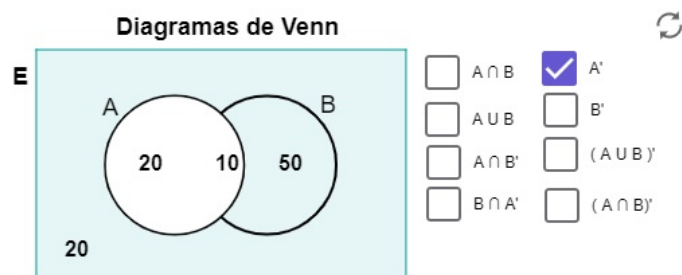 Diagramas de Venn
E
A
B
20
10
50
20
A ∩ B
A'
A U B
B'
A ∩ B'
( A U B )'
B ∩ A'
( A ∩ B)'